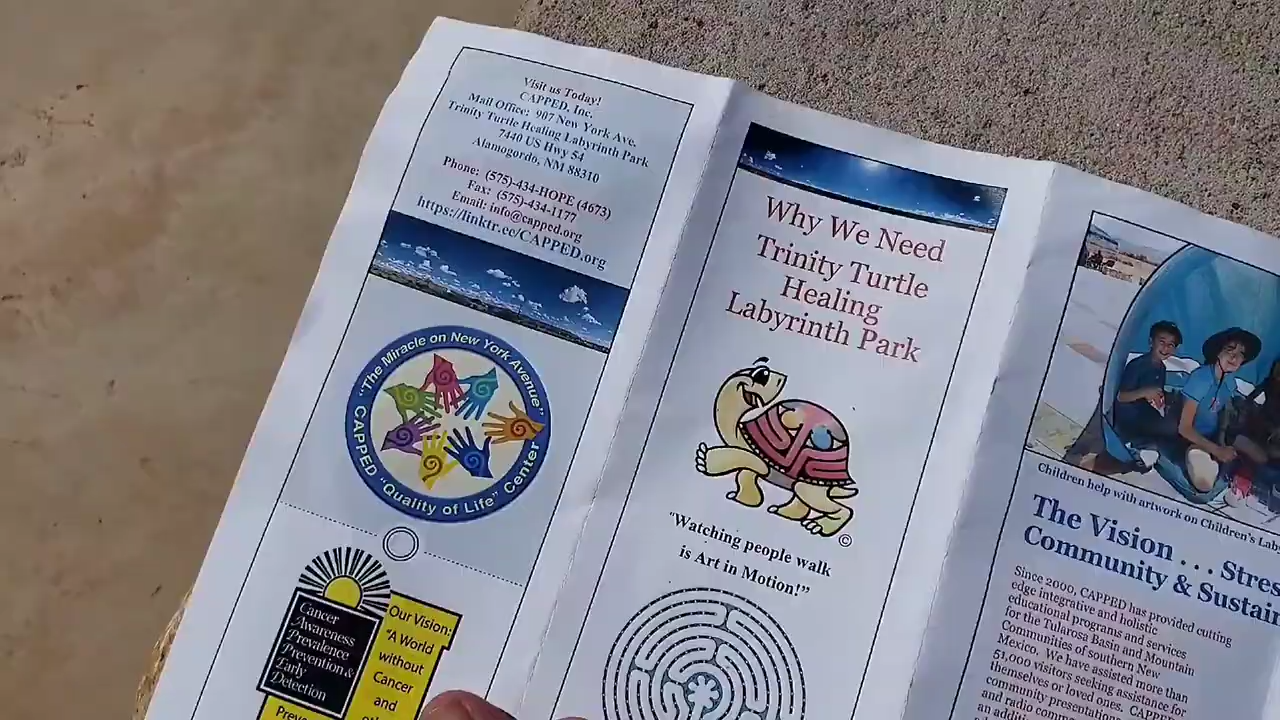 Visit us Today!
CAPPED, Inc.
Mail Office: 907 New York Ave.
Trinity Turtle Healing Labyrinth Park
7440 US Hwy 54
Alamogordo, NM 88310
Phone: (575)-434-HOPE (4673)
Fax: (575)-434-1177
Email: info@capped.org
https://linktr.ee/CAPPED.org
"The Miracle on New York Avenue"
CAPPED "Quality of Life" Center
Cancer
Awareness
Prevalence
Prevention &
Early
Detection
Our Vision:
"A World
without
Cancer
and
Why We Need
Trinity Turtle
Healing
Labyrinth Park
©
"Watching people walk
is Art in Motion!"
Children help with artwork on Children's
The Vision . . .
Community &
Since 2000, CAPPED has provided cutting
edge integrative and holistic
educational programs and services
for the Tularosa Basin and Mountain
Communities of southern New
Mexico. We have assisted more than
51,000 visitors seeking assistance for
themselves or loved ones.
community
and radio